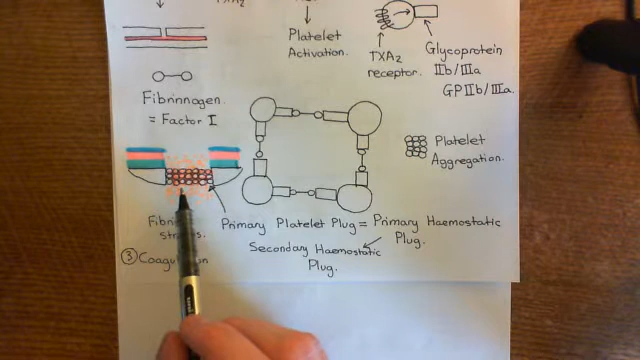 TXA2
Platelet
Activation.
TXA2
receptor.
Glycoprotein
IIb/IIIa
GPIIb/IIIa.
Fibrinnogen.
= Factor I
Platelet
Aggregation.
Primary Platelet Plug = Primary Haemostatic
Plug.
Secondary Haemostatic
Plug.
③